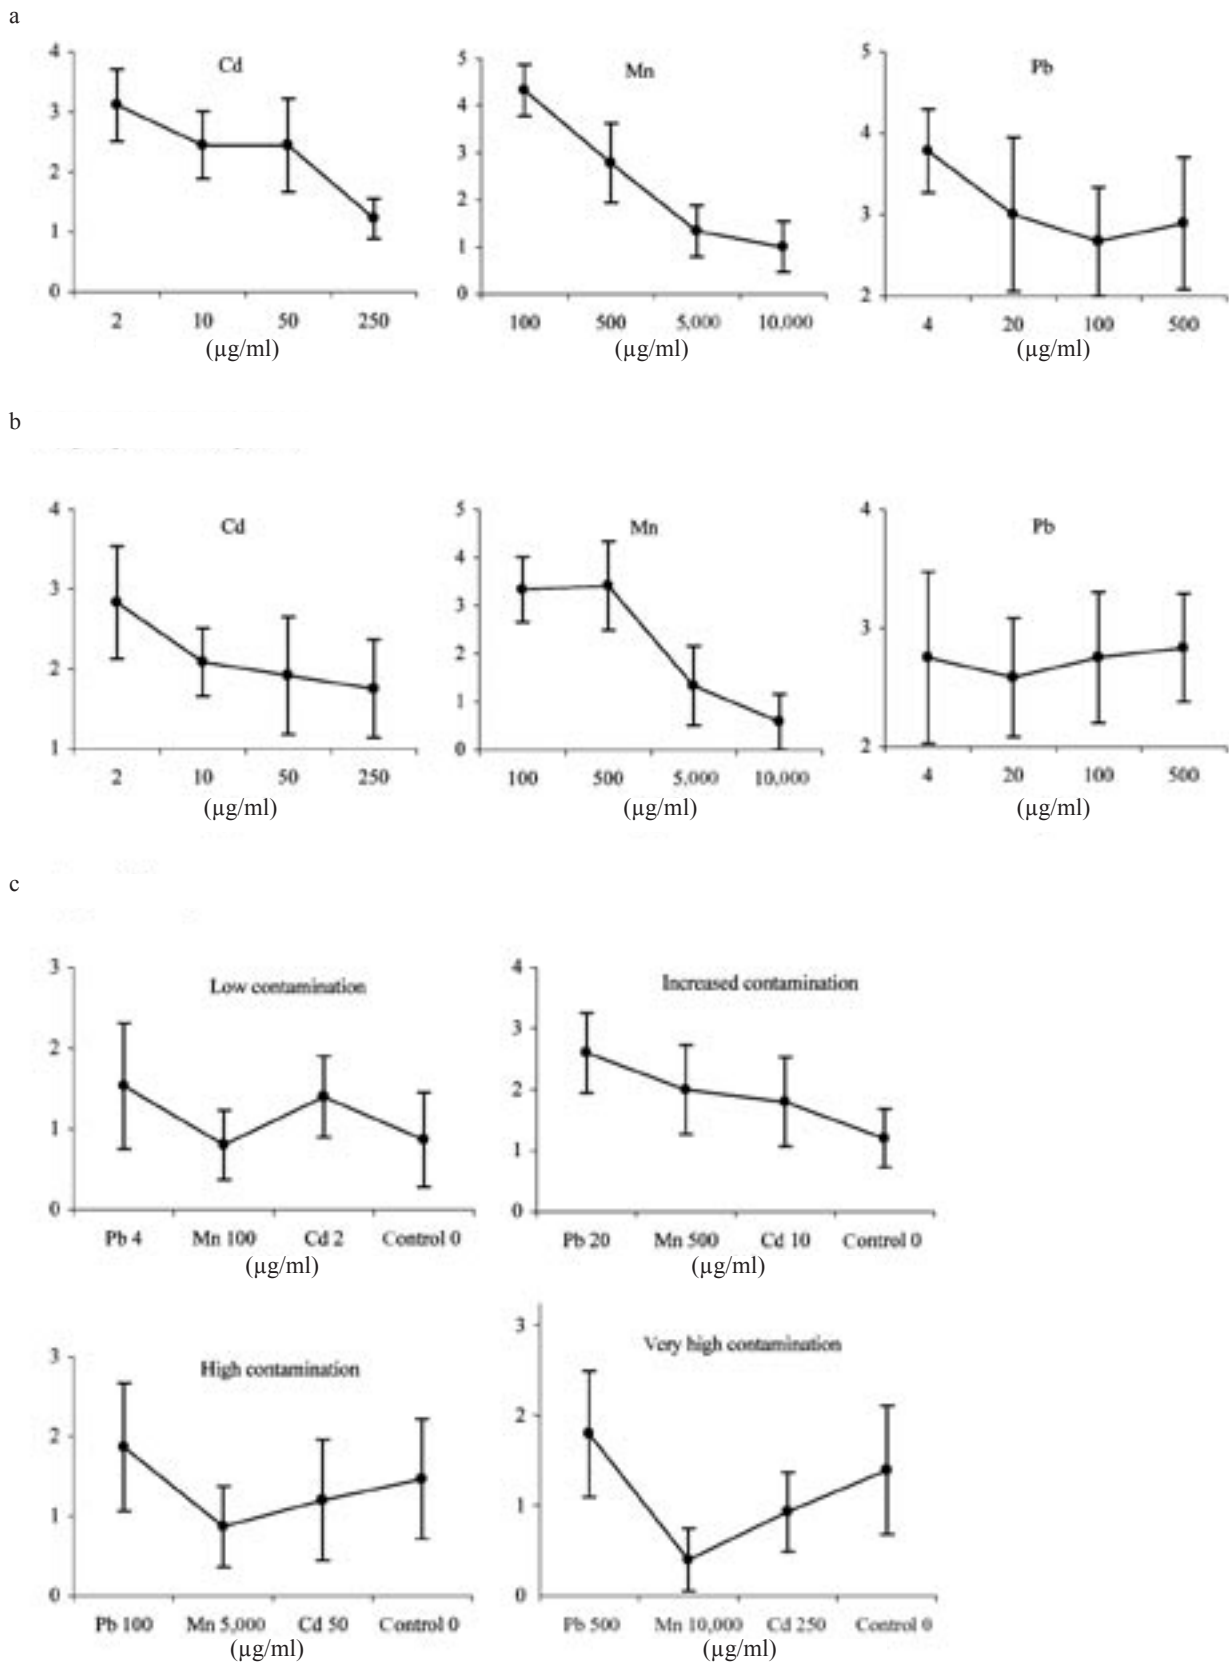 a
Cd
4
3
2
1
0
2 10 50 250
(µg/ml)
Mn
5
4
3
2
1
0
100 500 5,000 10,000
(µg/ml)
Pb
5
4
3
2
4 20 100 500
(µg/ml)
b
Cd
4
3
2
1
2 10 50 250
(µg/ml)
Mn
5
4
3
2
1
0
100 500 5,000 10,000
(µg/ml)
Pb
4
3
2
4 20 100 500
(µg/ml)
c
Low contamination
3
2
1
0
Pb 4 Mn 100 Cd 2 Control 0
(µg/ml)
Increased contamination
4
3
2
1
0
Pb 20 Mn 500 Cd 10 Control 0
(µg/ml)
High contamination
3
2
1
0
Pb 100 Mn 5,000 Cd 50 Control 0
(µg/ml)
Very high contamination
3
2
1
0
Pb 500 Mn 10,000 Cd 250 Control 0
(µg/ml)